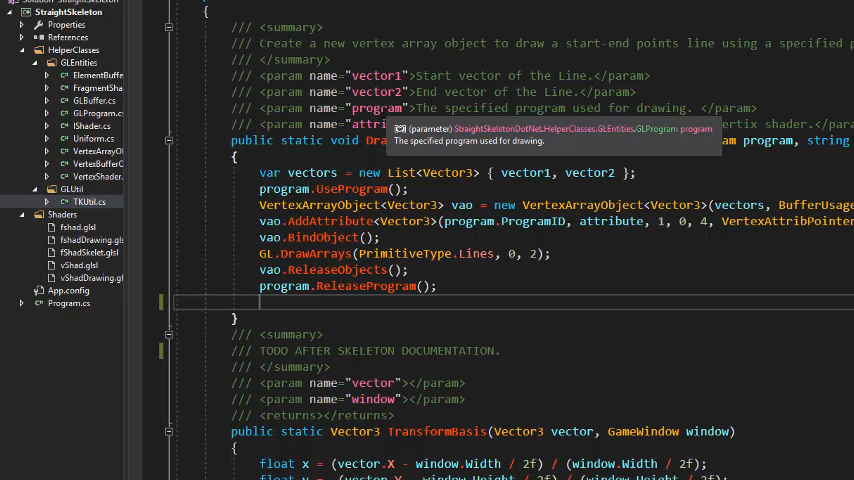 StraightSkeleton
Properties
References
HelperClasses
GLEntities
ElementBuffe
FragmentSha
GLBuffer.cs
GLProgram.cs
IShader.cs
Uniform.cs
VertexArrayO
VertexBuffer
VertexShader.
GLUtil
TKUtil.cs
Shaders
fshad.glsl
fshadDrawing.gl
fShadSkelet.glsl
vShad.glsl
vShadDrawing.gl
App.config
Program.cs
{
/// <summary>
/// Create a new vertex array object to draw a start-end points line using a specified p
/// </summary>
/// <param name="vector1">Start vector of the Line.</param>
/// <param name="vector2">End vector of the Line.</param>
/// <param name="program">The specified program used for drawing. </param>
/// <param name="attri
rtix shader.</para
(parameter) StraightSkeletonDotNet.HelperClasses.GLEntities.GLProgram program
The specified program used for drawing.
public static void Dra
am program, string
{
var vectors = new List<Vector3> { vector1, vector2 };
program.UseProgram();
VertexArrayObject<Vector3> vao = new VertexArrayObject<Vector3>(vectors, BufferUsage
vao.AddAttribute<Vector3>(program.ProgramID, attribute, 1, 0, 4, VertexAttribPointer
vao.BindObject();
GL.DrawArrays(PrimitiveType.Lines, 0, 2);
vao.ReleaseObjects();
program.ReleaseProgram();
}
/// <summary>
/// TODO AFTER SKELETON DOCUMENTATION.
/// </summary>
/// <param name="vector"></param>
/// <param name="window"></param>
/// <returns></returns>
public static Vector3 TransformBasis(Vector3 vector, GameWindow window)
{
float x = (vector.X - window.Width / 2f) / (window.Width / 2f);